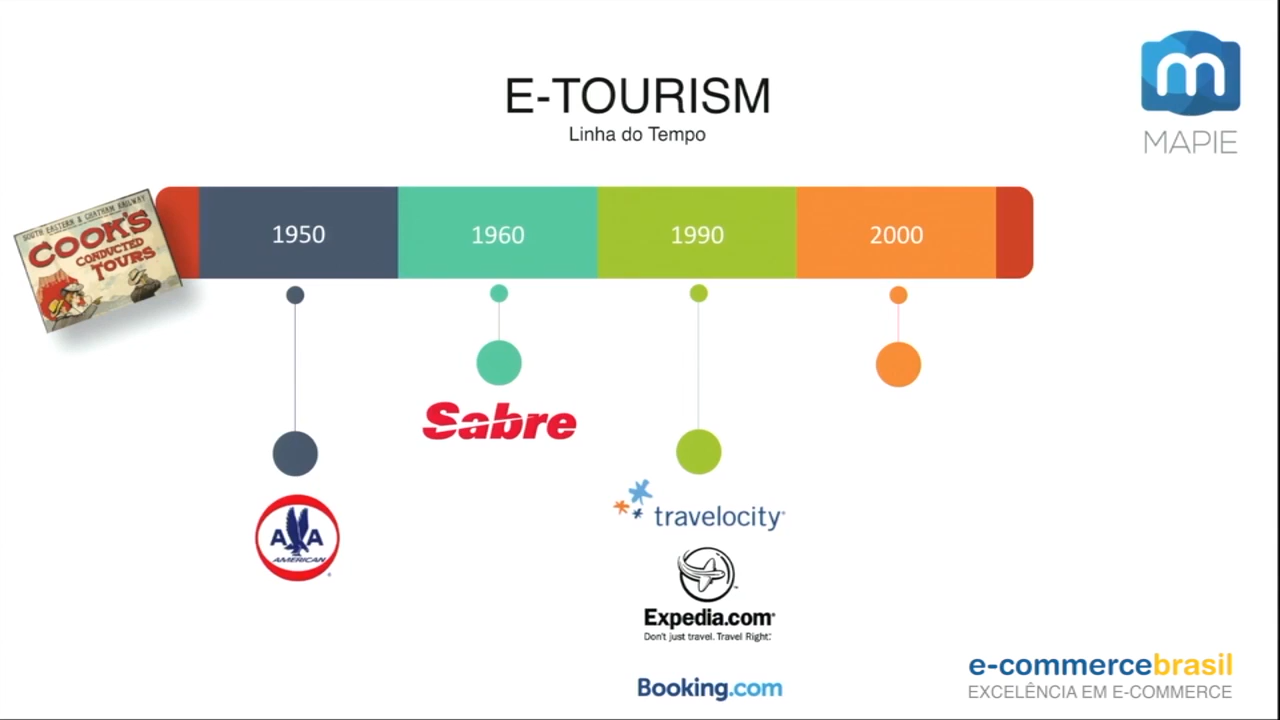 E-TOURISM
Linha do Tempo
m
MAPIE
SOUTH EASTERN & CHATHAM RAILWAY
COOK'S
CONDUCTED
TOURS
1950
1960
1990
2000
Sabre
AA
AMERICAN
travelocity
Expedia.com
Don't just travel. Travel Right.
Booking.com
e-commercebrasil
EXCELÊNCIA EM E-COMMERCE